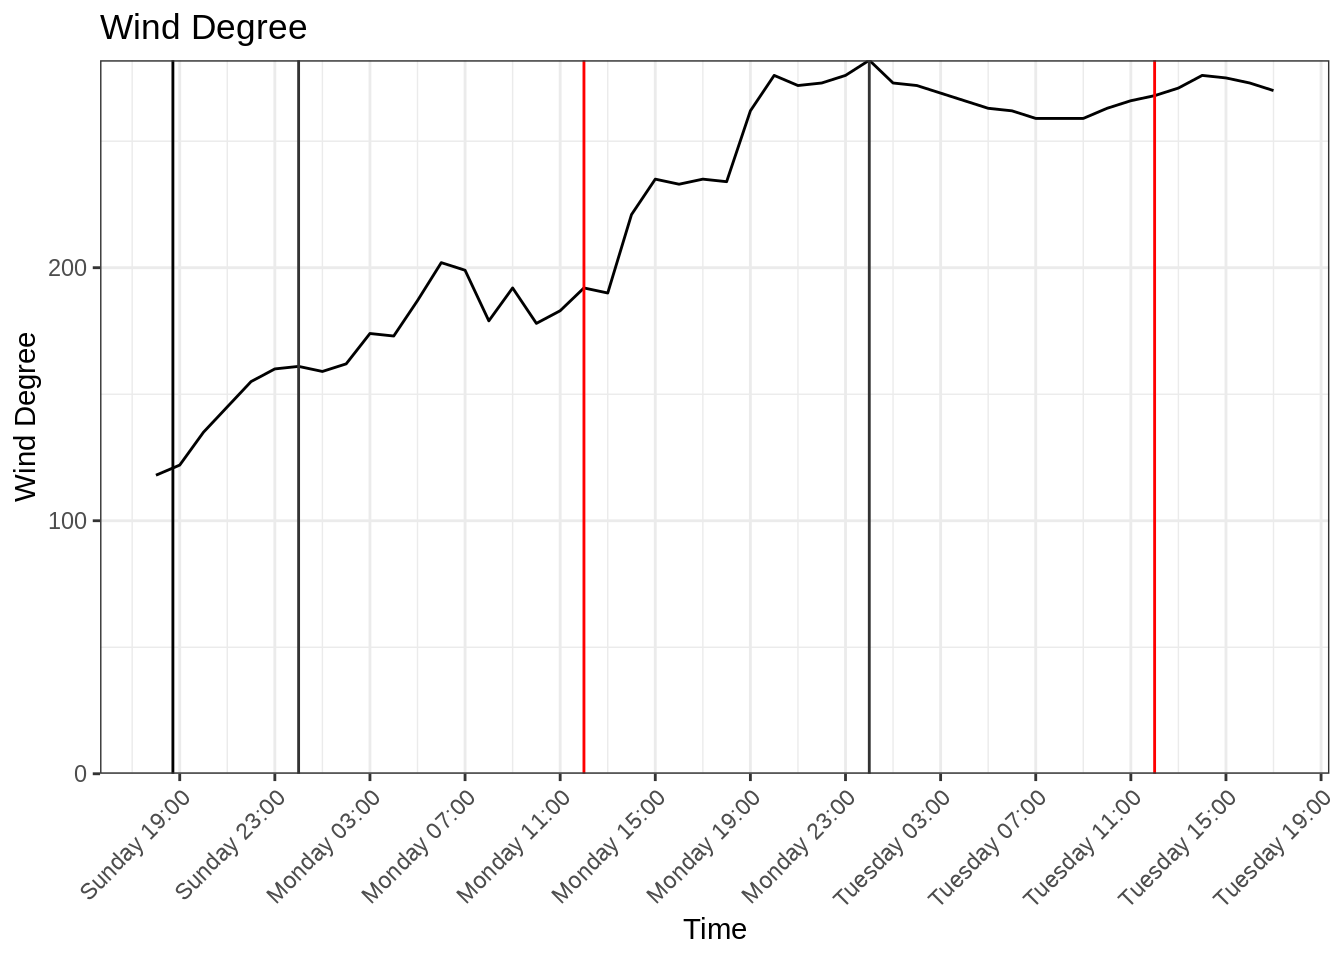 Wind Degree
Wind Degree
200
100
0
Sunday 19:00
Sunday 23:00
Monday 03:00
Monday 07:00
Monday 11:00
Monday 15:00
Monday 19:00
Monday 23:00
Tuesday 03:00
Tuesday 07:00
Tuesday 11:00
Tuesday 15:00
Tuesday 19:00
Time